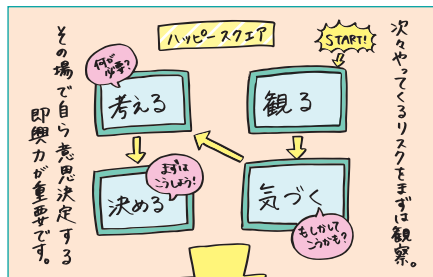 ハッピースクエア
START!
次々やってくるリスクをまずは観察。
観る
気づく
もしかして
こうかも?
何が
必要?
考える
決める
まずは
こうしよう!
その場で自ら意思決定する
即興力が重要です。